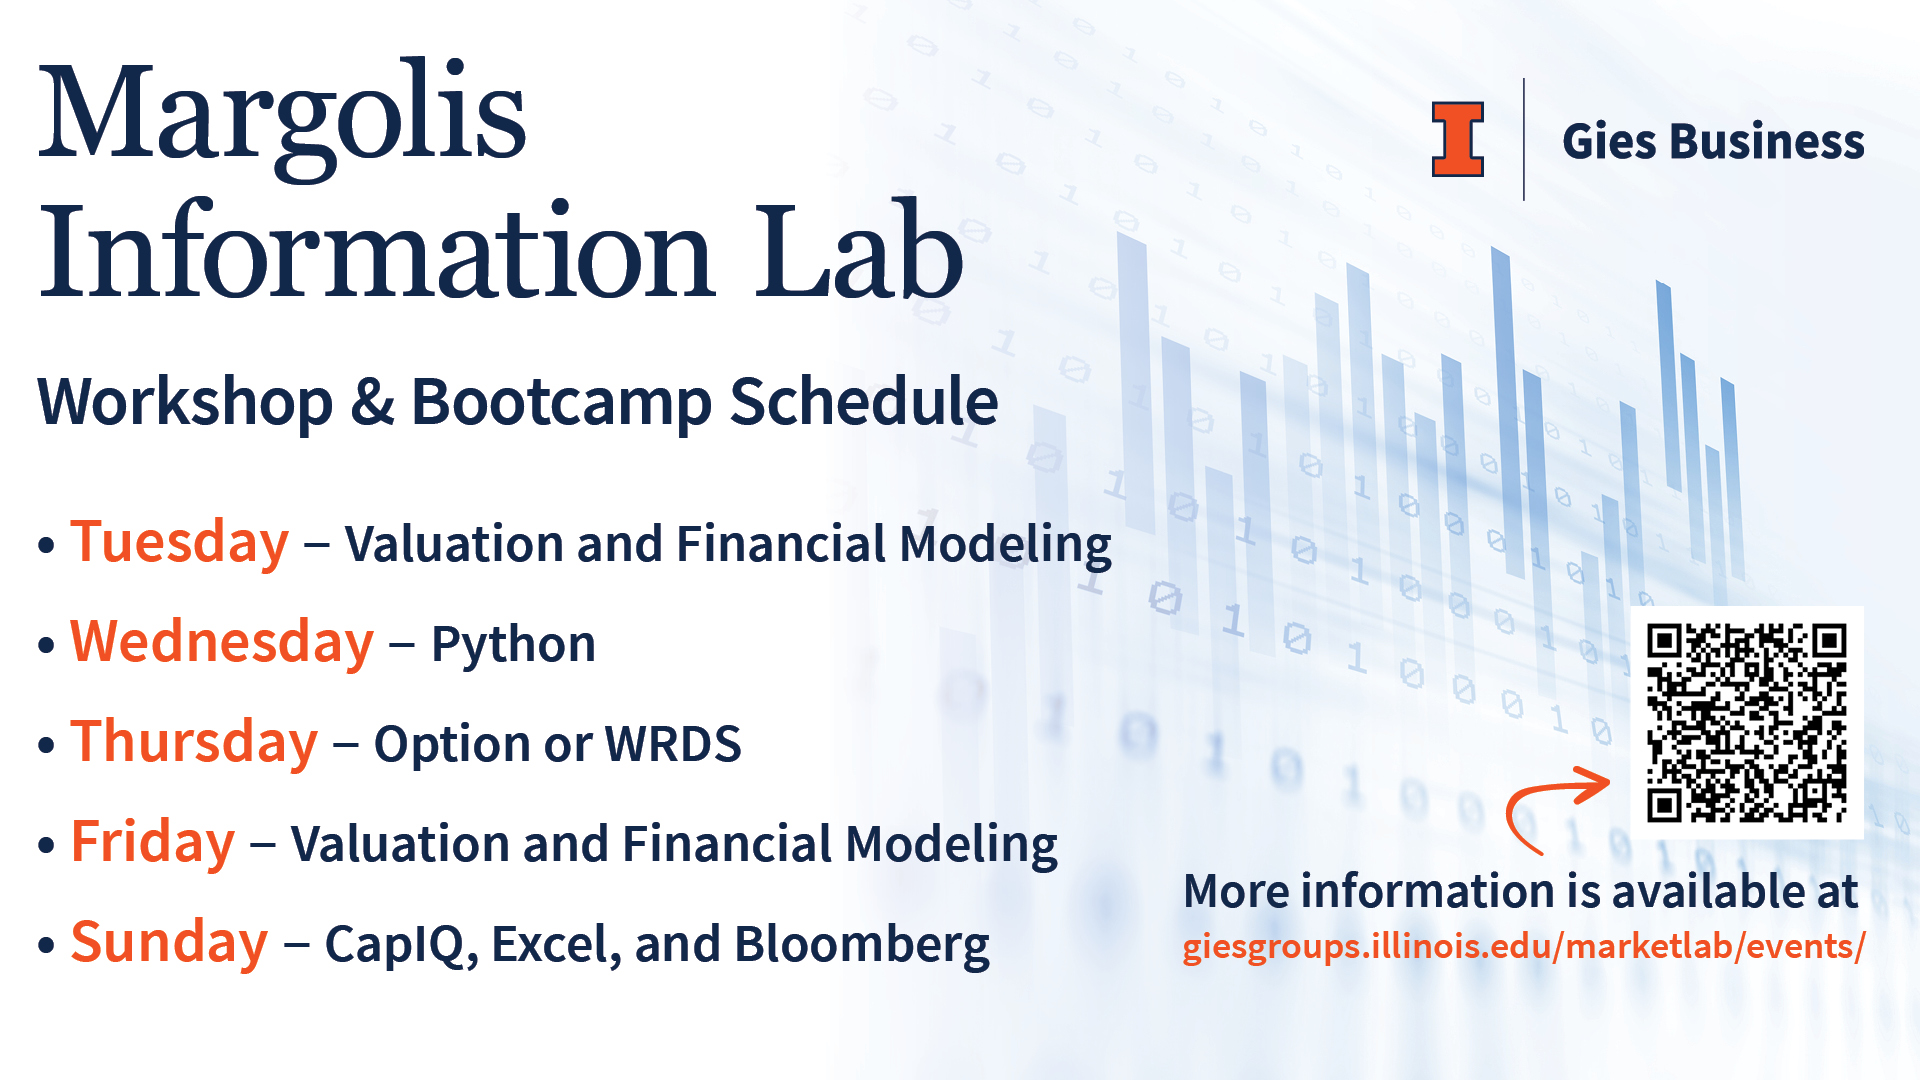 Margolis
Information Lab
Gies Business
Workshop & Bootcamp Schedule
• Tuesday – Valuation and Financial Modeling
• Wednesday – Python
• Thursday – Option or WRDS
• Friday – Valuation and Financial Modeling
• Sunday – CapIQ, Excel, and Bloomberg
More information is available at
giesgroups.illinois.edu/marketlab/events/